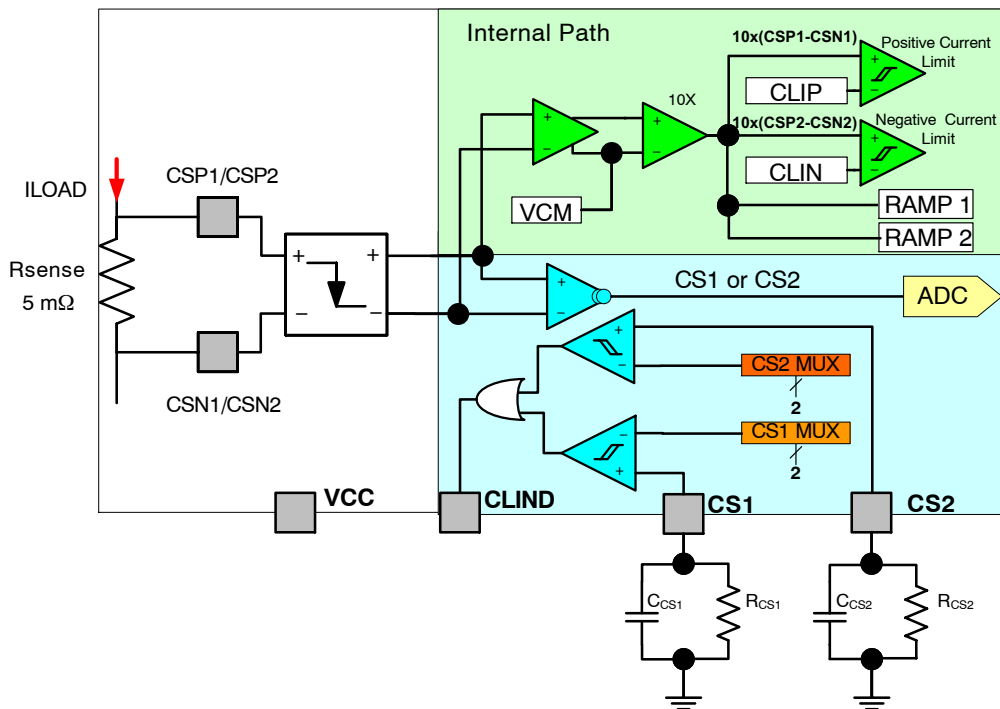 Internal Path
10x(CSP1-CSN1)
Positive Current
Limit
+
−
CLIP
10X
+
−
+
−
10x(CSP2-CSN2)
Negative Current
Limit
+
−
CLIN
VCM
RAMP 1
RAMP 2
ILOAD
CSP1/CSP2
Rsense
5 mΩ
+
−
+
−
CSN1/CSN2
+
−
CS1 or CS2
ADC
+
−
CS2 MUX
2
−
+
CS1 MUX
2
VCC
CLIND
CS1
CS2
CCS1
RCS1
CCS2
RCS2